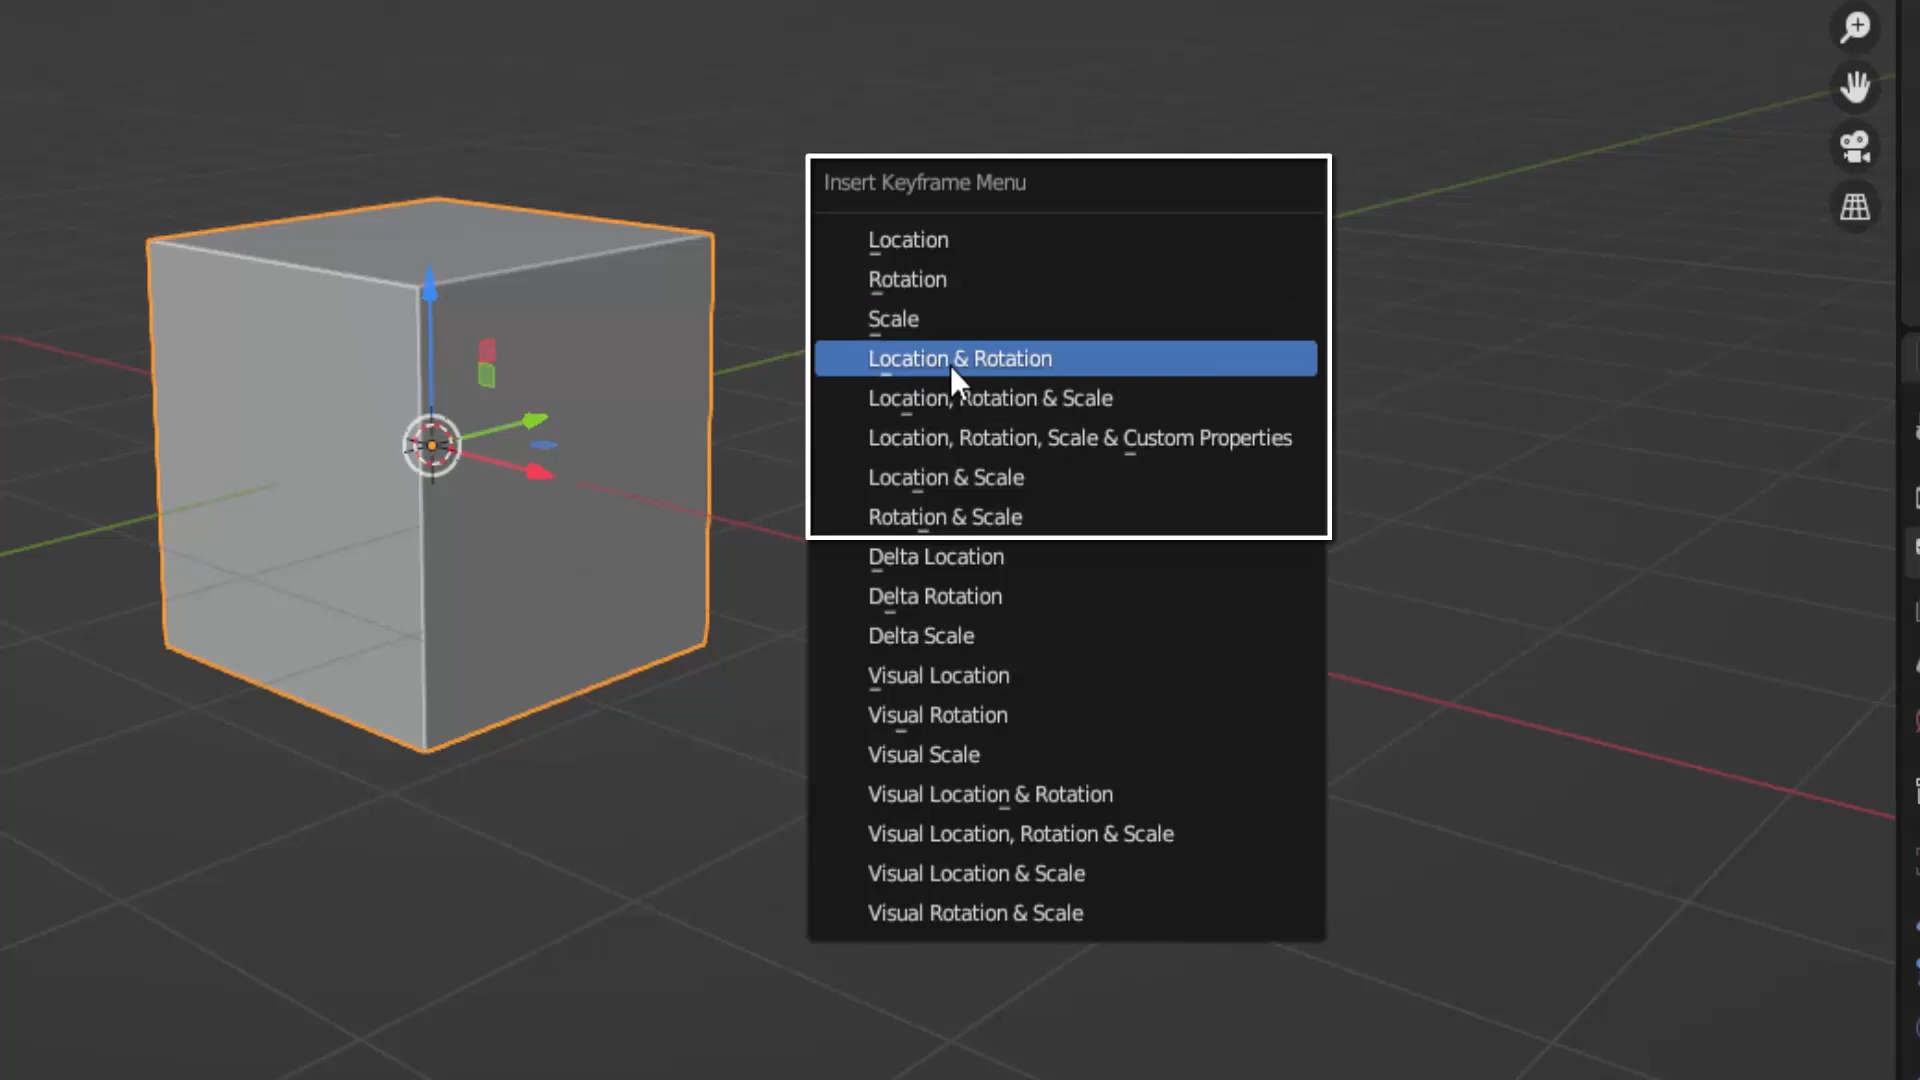 Insert Keyframe Menu
Location
Rotation
Scale
Location & Rotation
Location, Rotation & Scale
Location, Rotation, Scale & Custom Properties
Location & Scale
Rotation & Scale
Delta Location
Delta Rotation
Delta Scale
Visual Location
Visual Rotation
Visual Scale
Visual Location & Rotation
Visual Location, Rotation & Scale
Visual Location & Scale
Visual Rotation & Scale